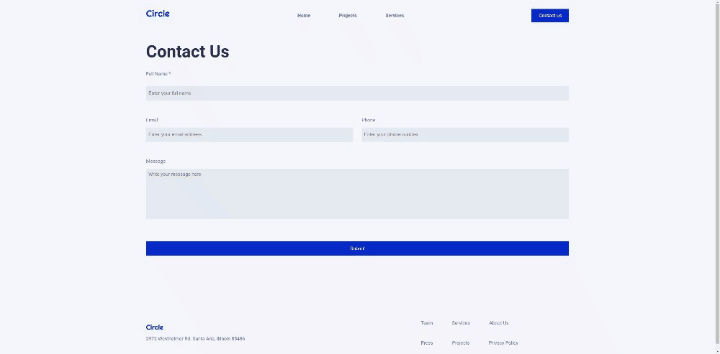 Circle
Home Projects Services Contact us
Contact Us
Full Name *
Enter your full name
Email Phone
Enter your email address Enter your phone number
Message
Write your message here
Submit
Team Services About Us
Circle
2972 Westheimer Rd. Santa Ana, Illinois 85486
Press Projects Privacy Policy